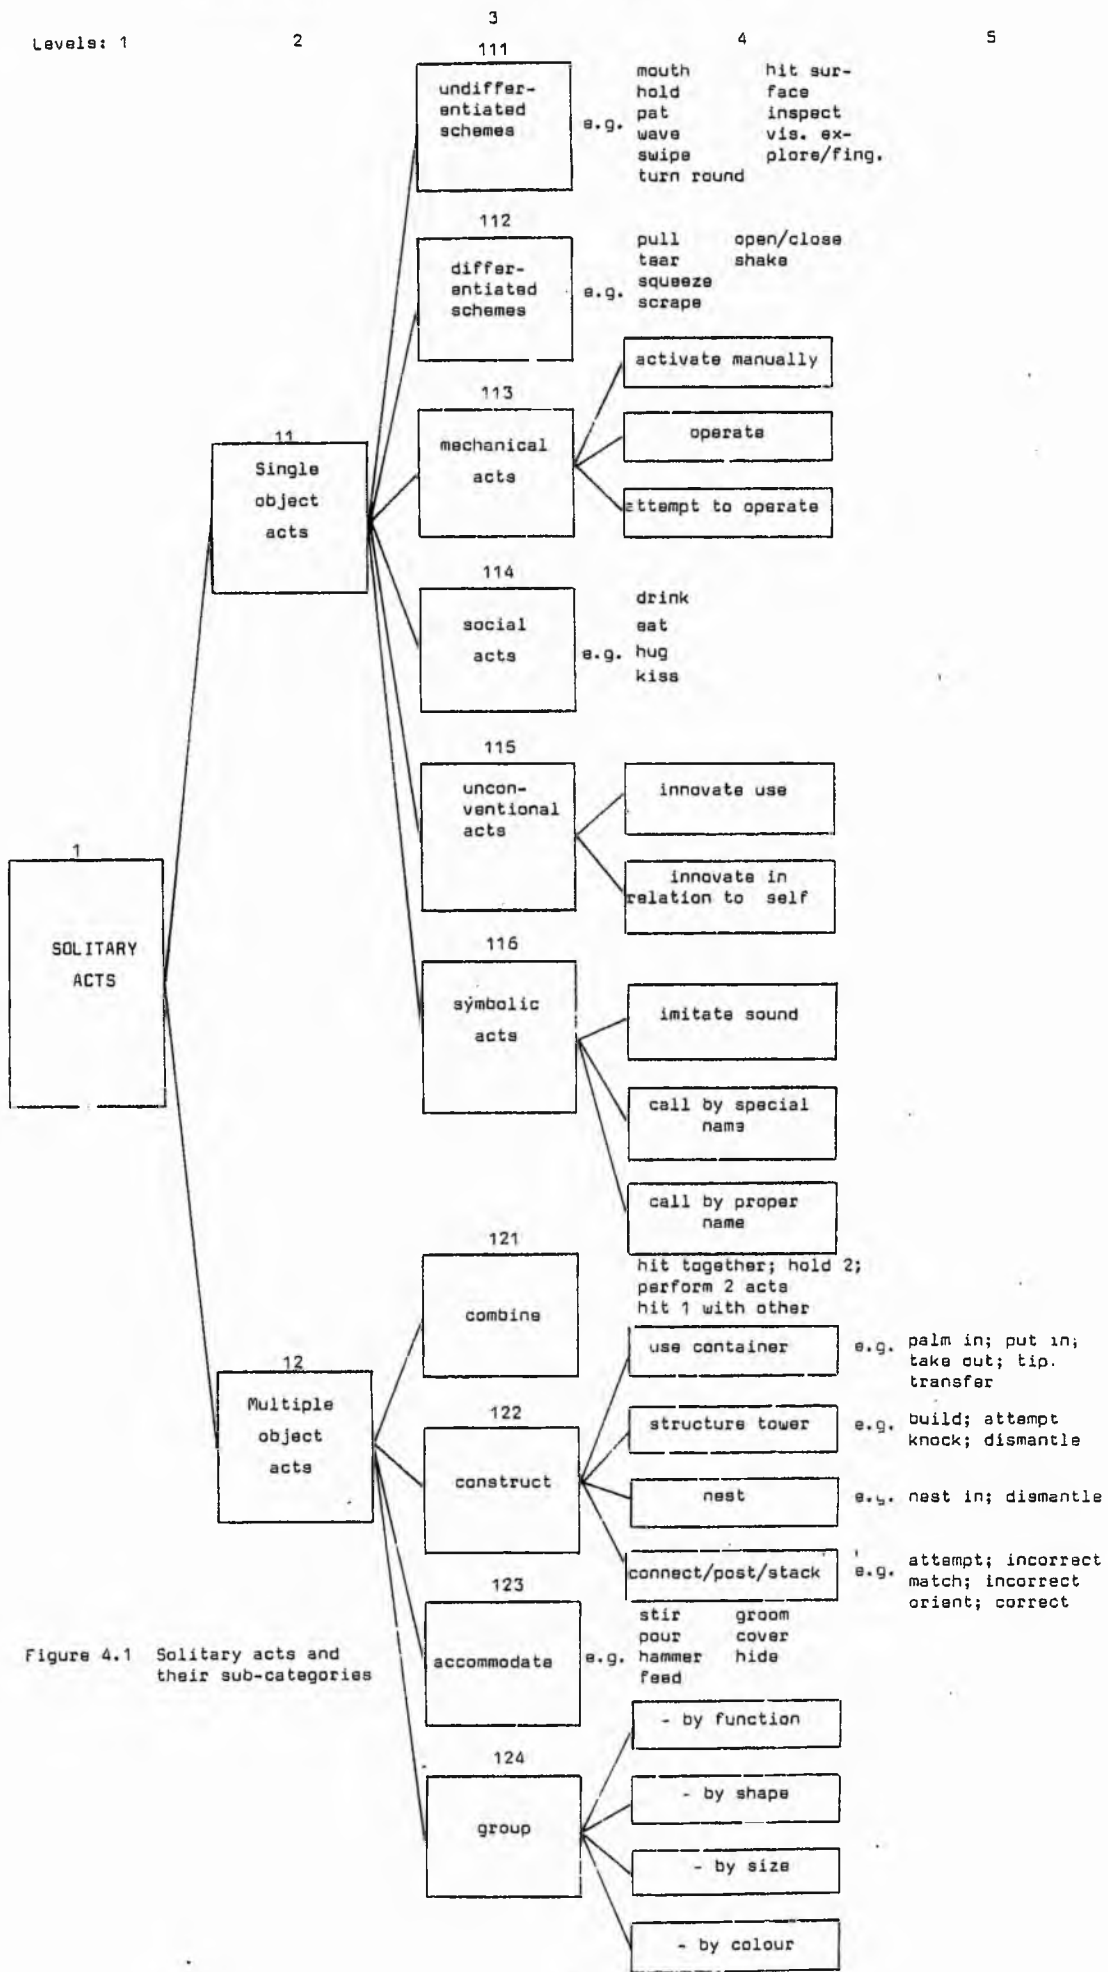 Levels: 1 2 3 4 5
111
undiffer-
entiated
schemes
e.g.
mouth hit sur-
hold face
pat inspect
wave vis. ex-
swipe plore/fing.
turn round
112
differ-
entiated
schemes
e.g.
pull open/close
tear shake
squeeze
scrape
113
mechanical
acts
activate manually
operate
attempt to operate
11
Single
object
acts
114
social
acts
e.g.
drink
eat
hug
kiss
115
uncon-
ventional
acts
innovate use
innovate in
relation to self
1
SOLITARY
ACTS
116
symbolic
acts
imitate sound
call by special
name
call by proper
name
121
combine
hit together; hold 2;
perform 2 acts
hit 1 with other
12
Multiple
object
acts
122
construct
use container
e.g. palm in; put in;
take out; tip.
transfer
structure tower
e.g. build; attempt
knock; dismantle
nest
e.g. nest in; dismantle
connect/post/stack
e.g. attempt; incorrect
match; incorrect
orient; correct
123
accommodate
e.g.
stir groom
pour cover
hammer hide
feed
124
group
- by function
- by shape
- by size
- by colour
Figure 4.1 Solitary acts and
their sub-categories